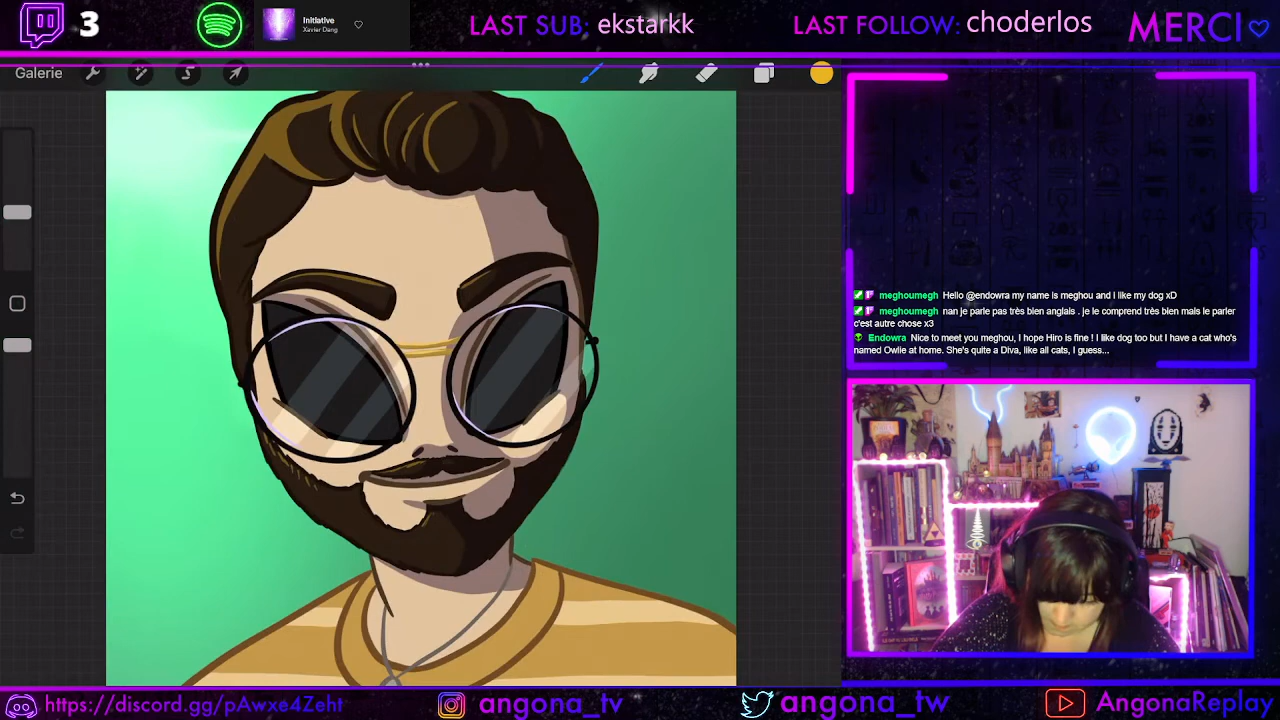 3
Initiative
Xavier Dang
LAST SUB: ekstarkk
LAST FOLLOW: choderlos
MERCI
Galerie
meghoumegh Hello @endowra my name is meghou and i like my dog xD
meghoumegh nan je parle pas très bien anglais . je le comprend très bien mais le parler
c'est autre chose x3
Endowra Nice to meet you meghou, I hope Hiro is fine ! I like dog too but I have a cat who's
named Owlie at home. She's quite a Diva, like all cats, I guess...
https://discord.gg/pAwxe4Zeht
angona_tv
angona_tw
AngonaReplay